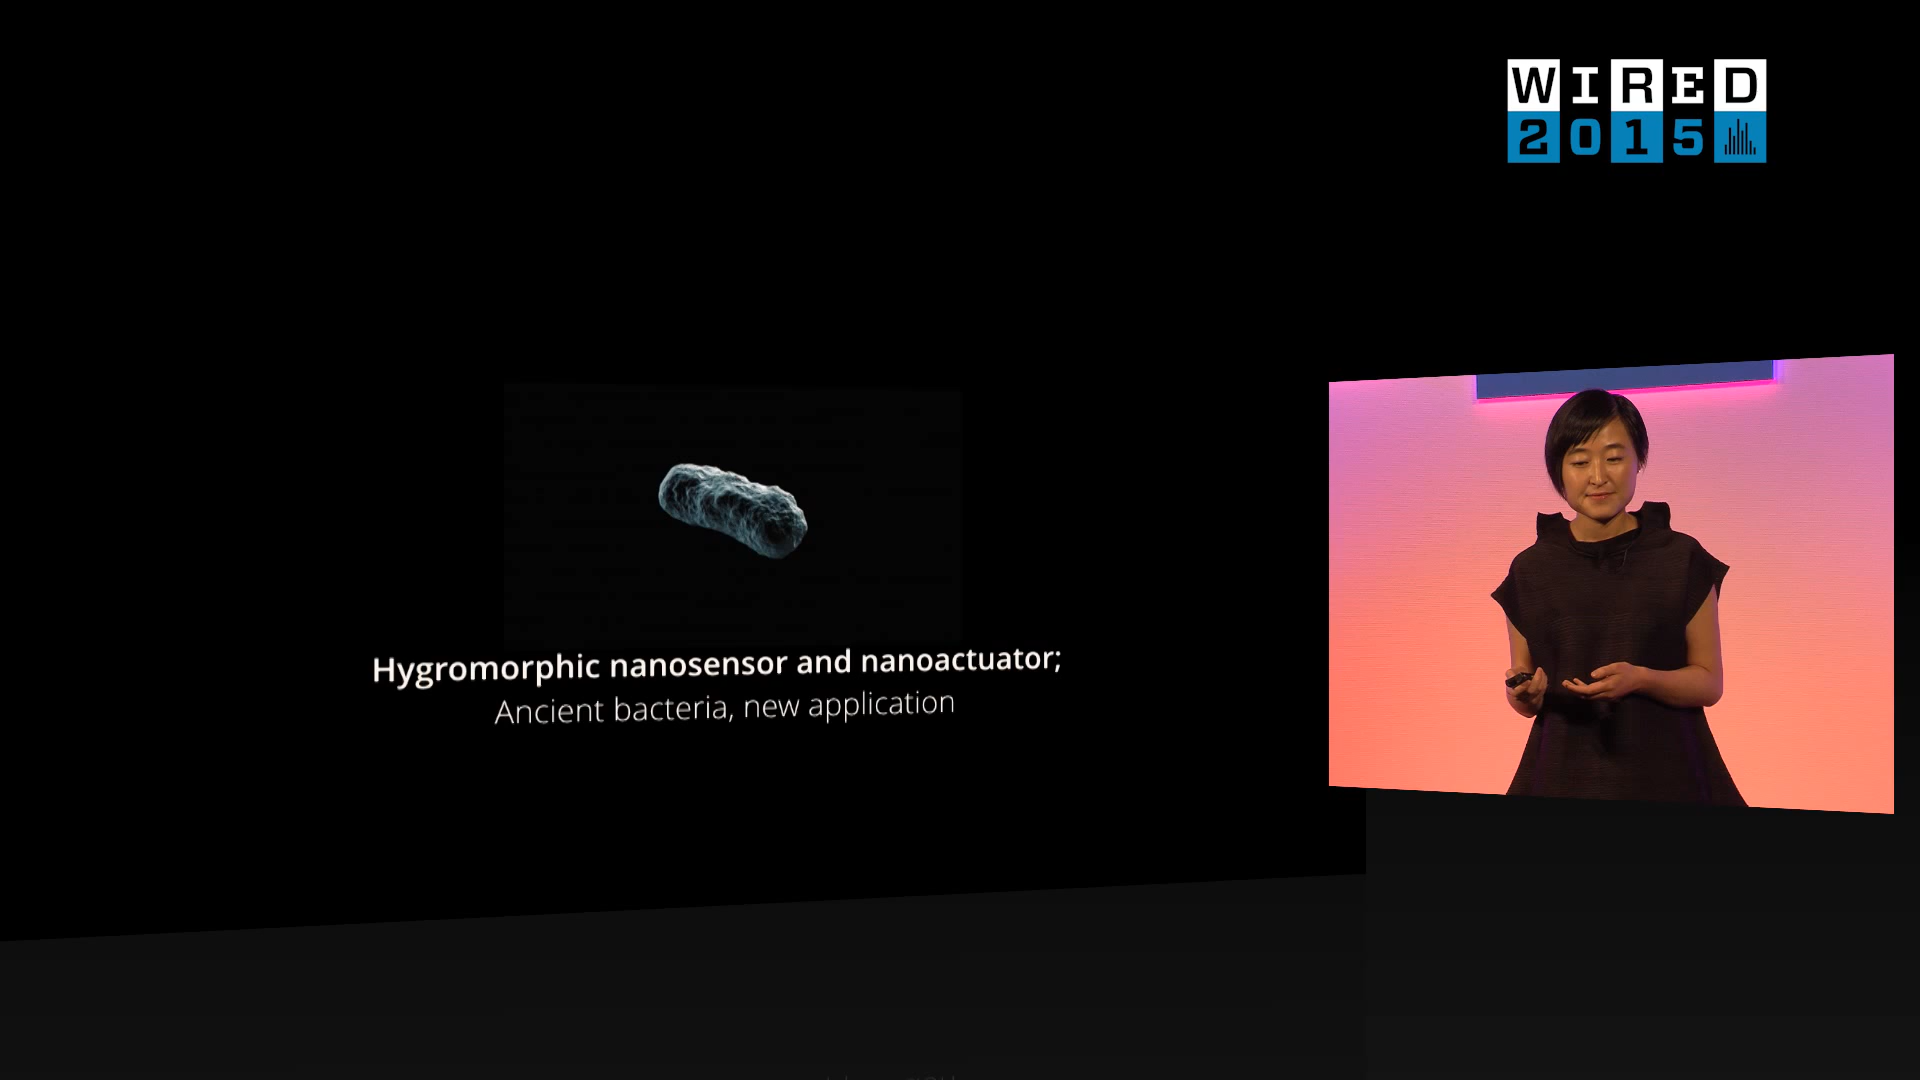 WIRED
2015
Hygromorphic nanosensor and nanoactuator;
Ancient bacteria, new application